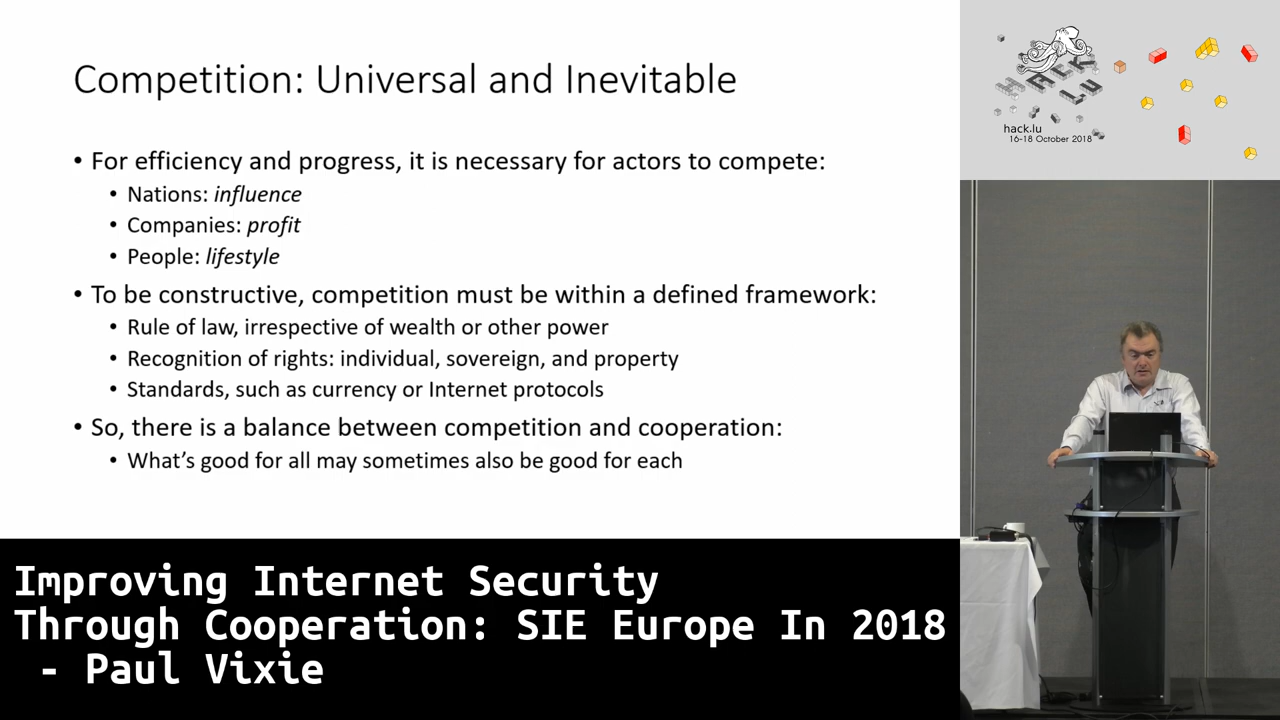 Competition: Universal and Inevitable
• For efficiency and progress, it is necessary for actors to compete:
• Nations: influence
• Companies: profit
• People: lifestyle
• To be constructive, competition must be within a defined framework:
• Rule of law, irrespective of wealth or other power
• Recognition of rights: individual, sovereign, and property
• Standards, such as currency or Internet protocols
• So, there is a balance between competition and cooperation:
• What's good for all may sometimes also be good for each
HACK
LU
hack.lu
16-18 October 2018
Improving Internet Security
Through Cooperation: SIE Europe In 2018
- Paul Vixie